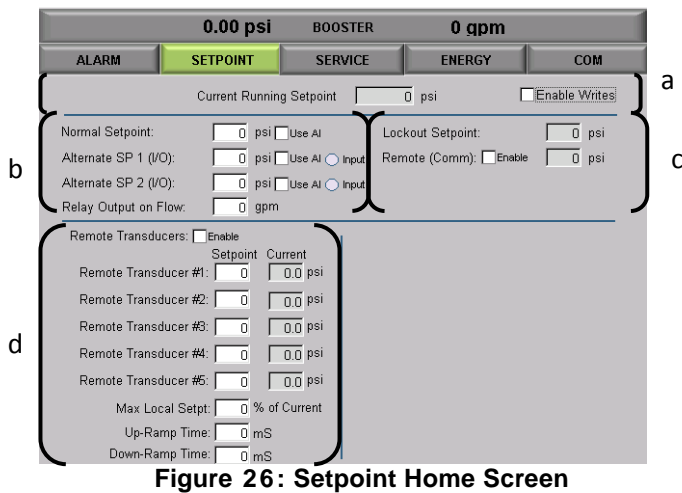 0.00 psi BOOSTER 0 gpm
ALARM SETPOINT SERVICE ENERGY COM
a
Current Running Setpoint 0 psi Enable Writes
b
Normal Setpoint: 0 psi Use AI
Alternate SP 1 (I/O): 0 psi Use AI Input
Alternate SP 2 (I/O): 0 psi Use AI Input
Relay Output on Flow: 0 gpm
c
Lockout Setpoint: 0 psi
Remote (Comm): Enable 0 psi
d
Remote Transducers: Enable
Setpoint Current
Remote Transducer #1: 0 0.0 psi
Remote Transducer #2: 0 0.0 psi
Remote Transducer #3: 0 0.0 psi
Remote Transducer #4: 0 0.0 psi
Remote Transducer #5: 0 0.0 psi
Max Local Setpt: 0 % of Current
Up-Ramp Time: 0 mS
Down-Ramp Time: 0 mS
Figure 26: Setpoint Home Screen